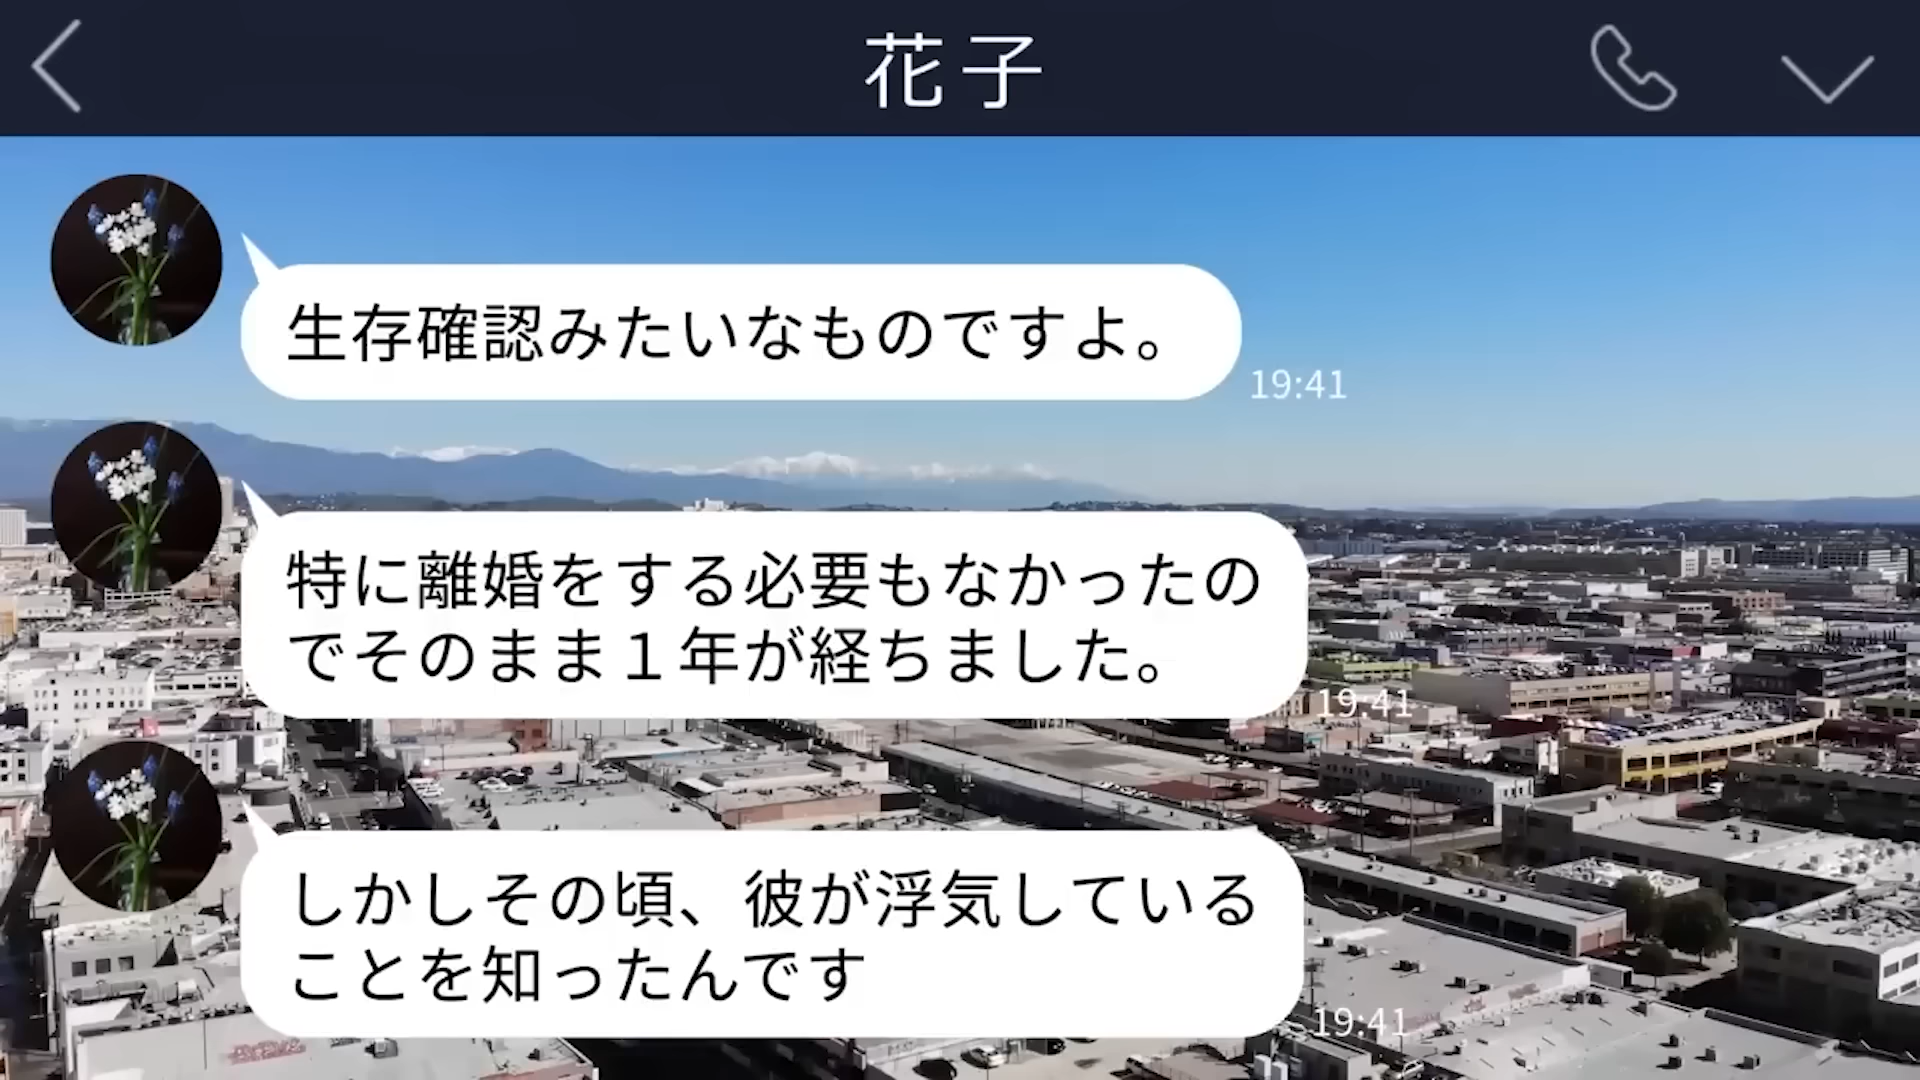 花子
生存確認みたいなものですよ。
19:41
特に離婚をする必要もなかったの
でそのまま１年が経ちました。
19:41
しかしその頃、彼が浮気している
ことを知ったんです
19:41